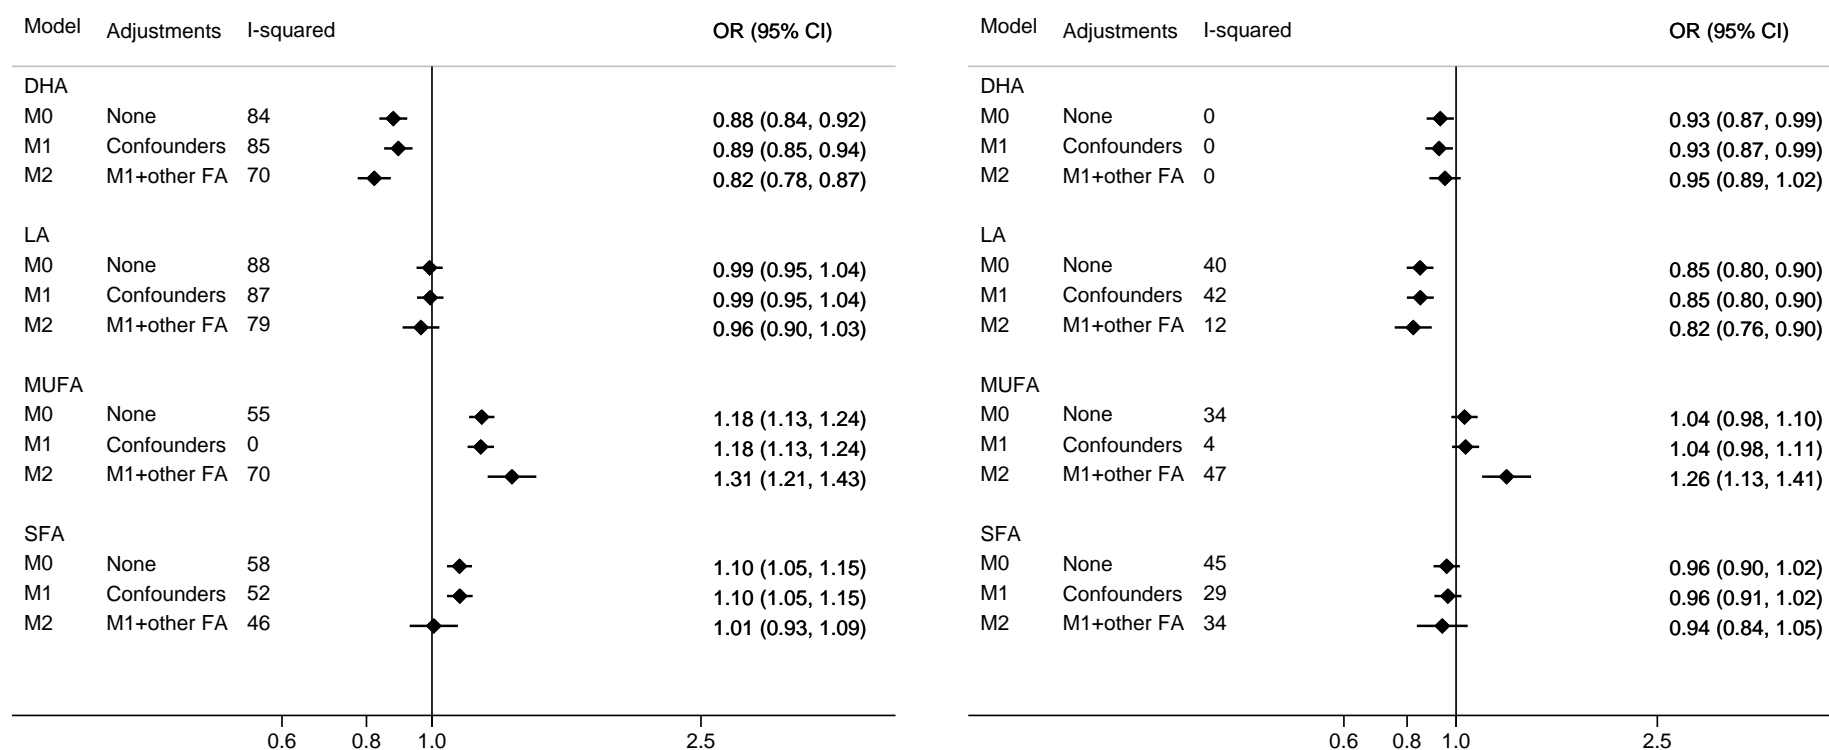 Model Adjustments I-squared OR (95% CI)
DHA
M0 None 84 0.88 (0.84, 0.92)
M1 Confounders 85 0.89 (0.85, 0.94)
M2 M1+other FA 70 0.82 (0.78, 0.87)
LA
M0 None 88 0.99 (0.95, 1.04)
M1 Confounders 87 0.99 (0.95, 1.04)
M2 M1+other FA 79 0.96 (0.90, 1.03)
MUFA
M0 None 55 1.18 (1.13, 1.24)
M1 Confounders 0 1.18 (1.13, 1.24)
M2 M1+other FA 70 1.31 (1.21, 1.43)
SFA
M0 None 58 1.10 (1.05, 1.15)
M1 Confounders 52 1.10 (1.05, 1.15)
M2 M1+other FA 46 1.01 (0.93, 1.09)
0.6 0.8 1.0 2.5
Model Adjustments I-squared OR (95% CI)
DHA
M0 None 0 0.93 (0.87, 0.99)
M1 Confounders 0 0.93 (0.87, 0.99)
M2 M1+other FA 0 0.95 (0.89, 1.02)
LA
M0 None 40 0.85 (0.80, 0.90)
M1 Confounders 42 0.85 (0.80, 0.90)
M2 M1+other FA 12 0.82 (0.76, 0.90)
MUFA
M0 None 34 1.04 (0.98, 1.10)
M1 Confounders 4 1.04 (0.98, 1.11)
M2 M1+other FA 47 1.26 (1.13, 1.41)
SFA
M0 None 45 0.96 (0.90, 1.02)
M1 Confounders 29 0.96 (0.91, 1.02)
M2 M1+other FA 34 0.94 (0.84, 1.05)
0.6 0.8 1.0 2.5